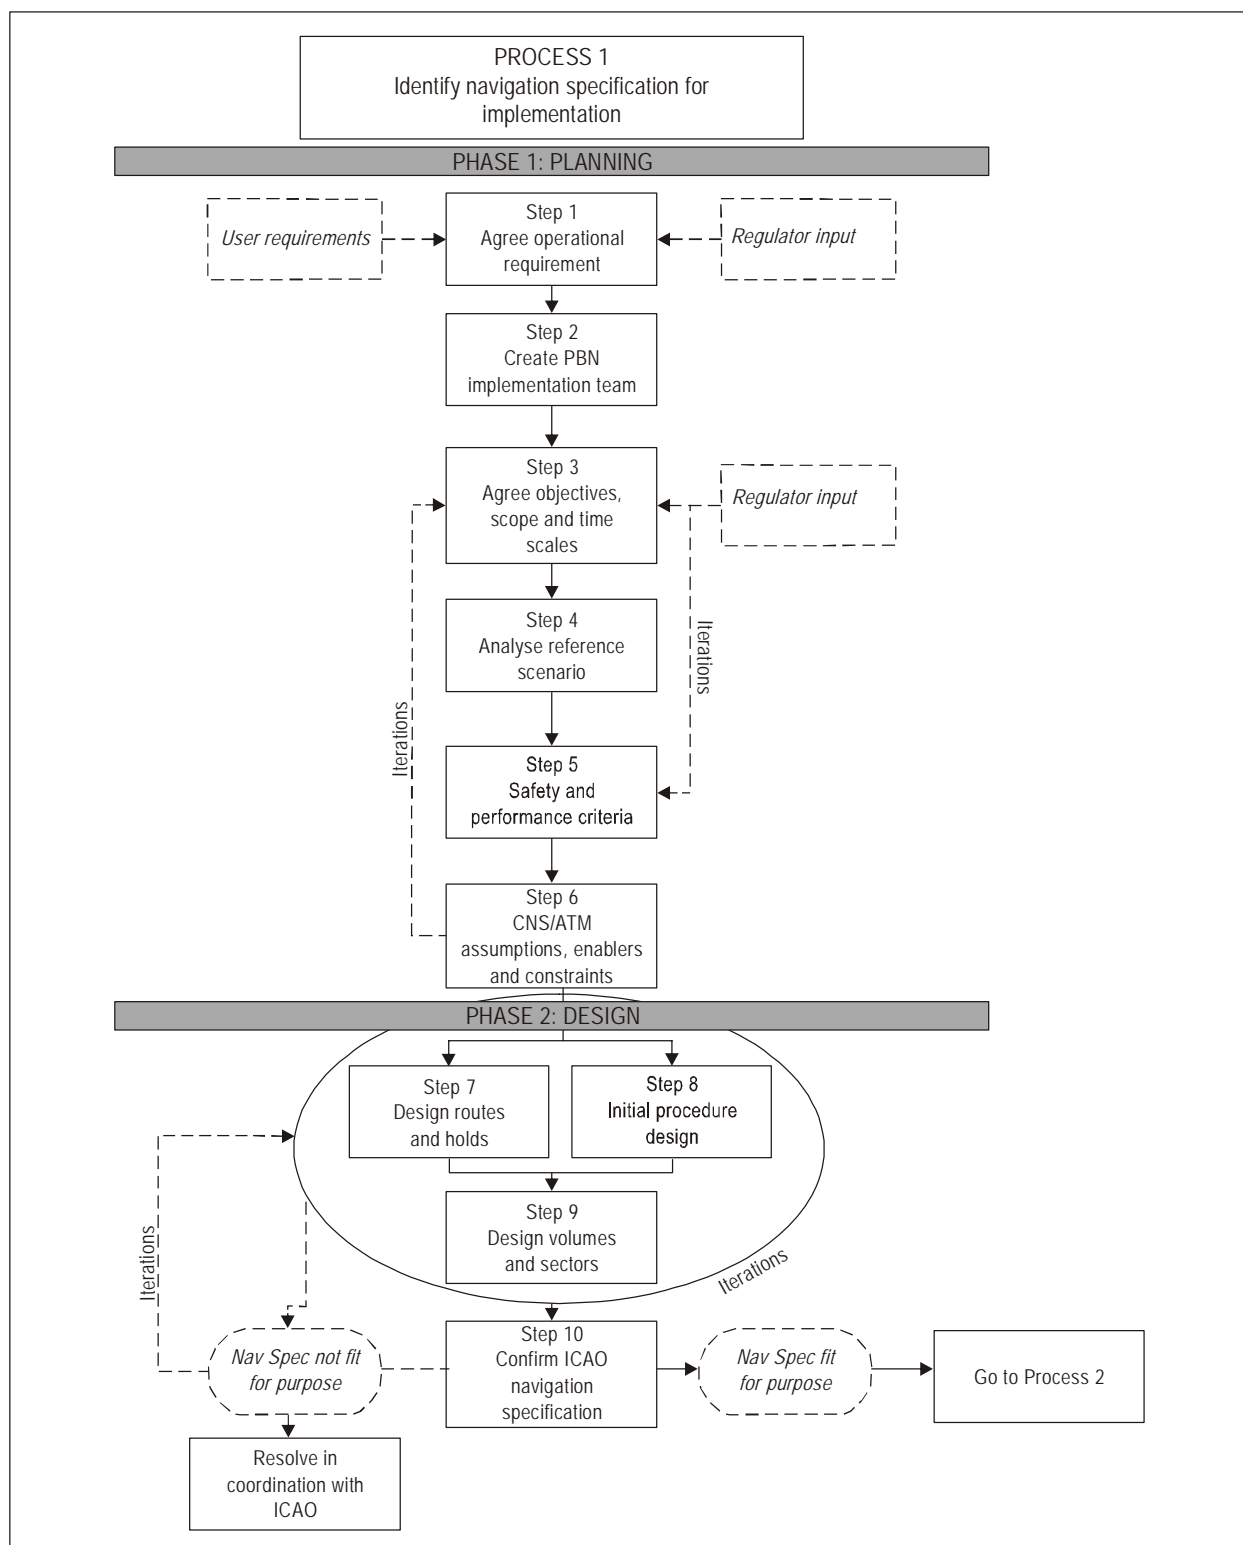 PROCESS 1
Identify navigation specification for
implementation
PHASE 1: PLANNING
User requirements
Step 1
Agree operational
requirement
Regulator input
Step 2
Create PBN
implementation team
Step 3
Agree objectives,
scope and time
scales
Regulator input
Step 4
Analyse reference
scenario
Iterations
Iterations
Step 5
Safety and
performance criteria
Step 6
CNS/ATM
assumptions, enablers
and constraints
PHASE 2: DESIGN
Step 7
Design routes
and holds
Step 8
Initial procedure
design
Step 9
Design volumes
and sectors
Iterations
Iterations
Nav Spec not fit
for purpose
Step 10
Confirm ICAO
navigation
specification
Nav Spec fit
for purpose
Go to Process 2
Resolve in
coordination with
ICAO